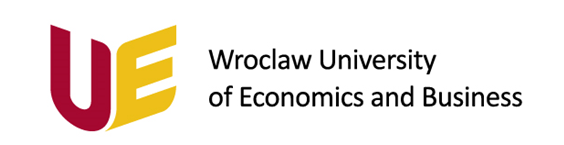 UE
Wroclaw University
of Economics and Business